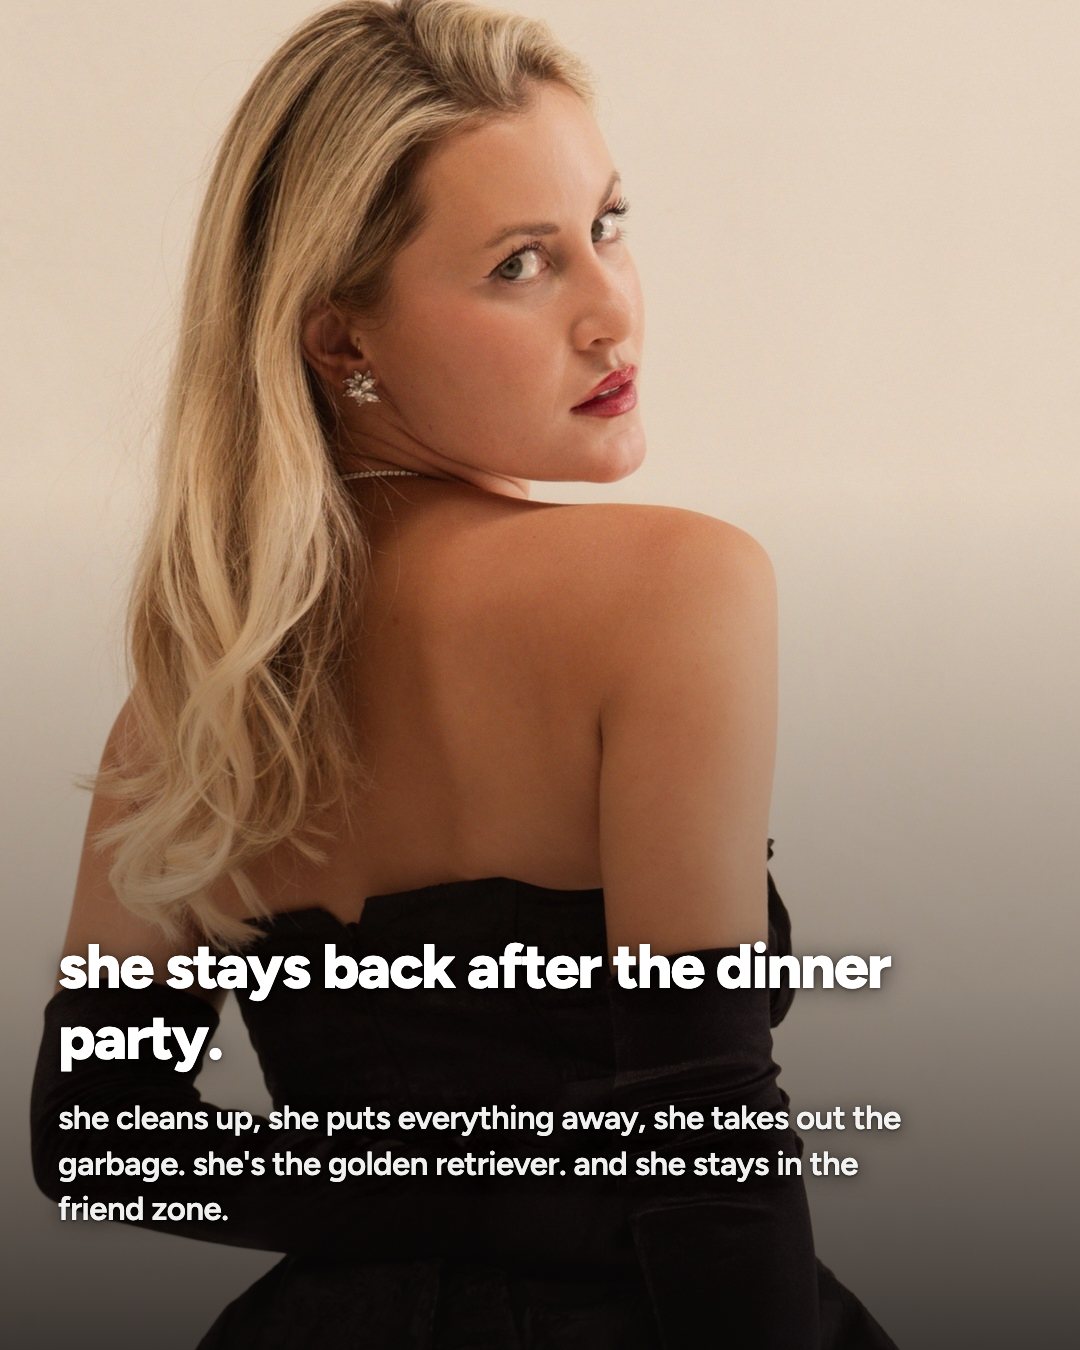 she stays back after the dinner
party.
she cleans up, she puts everything away, she takes out the
garbage. she's the golden retriever. and she stays in the
friend zone.